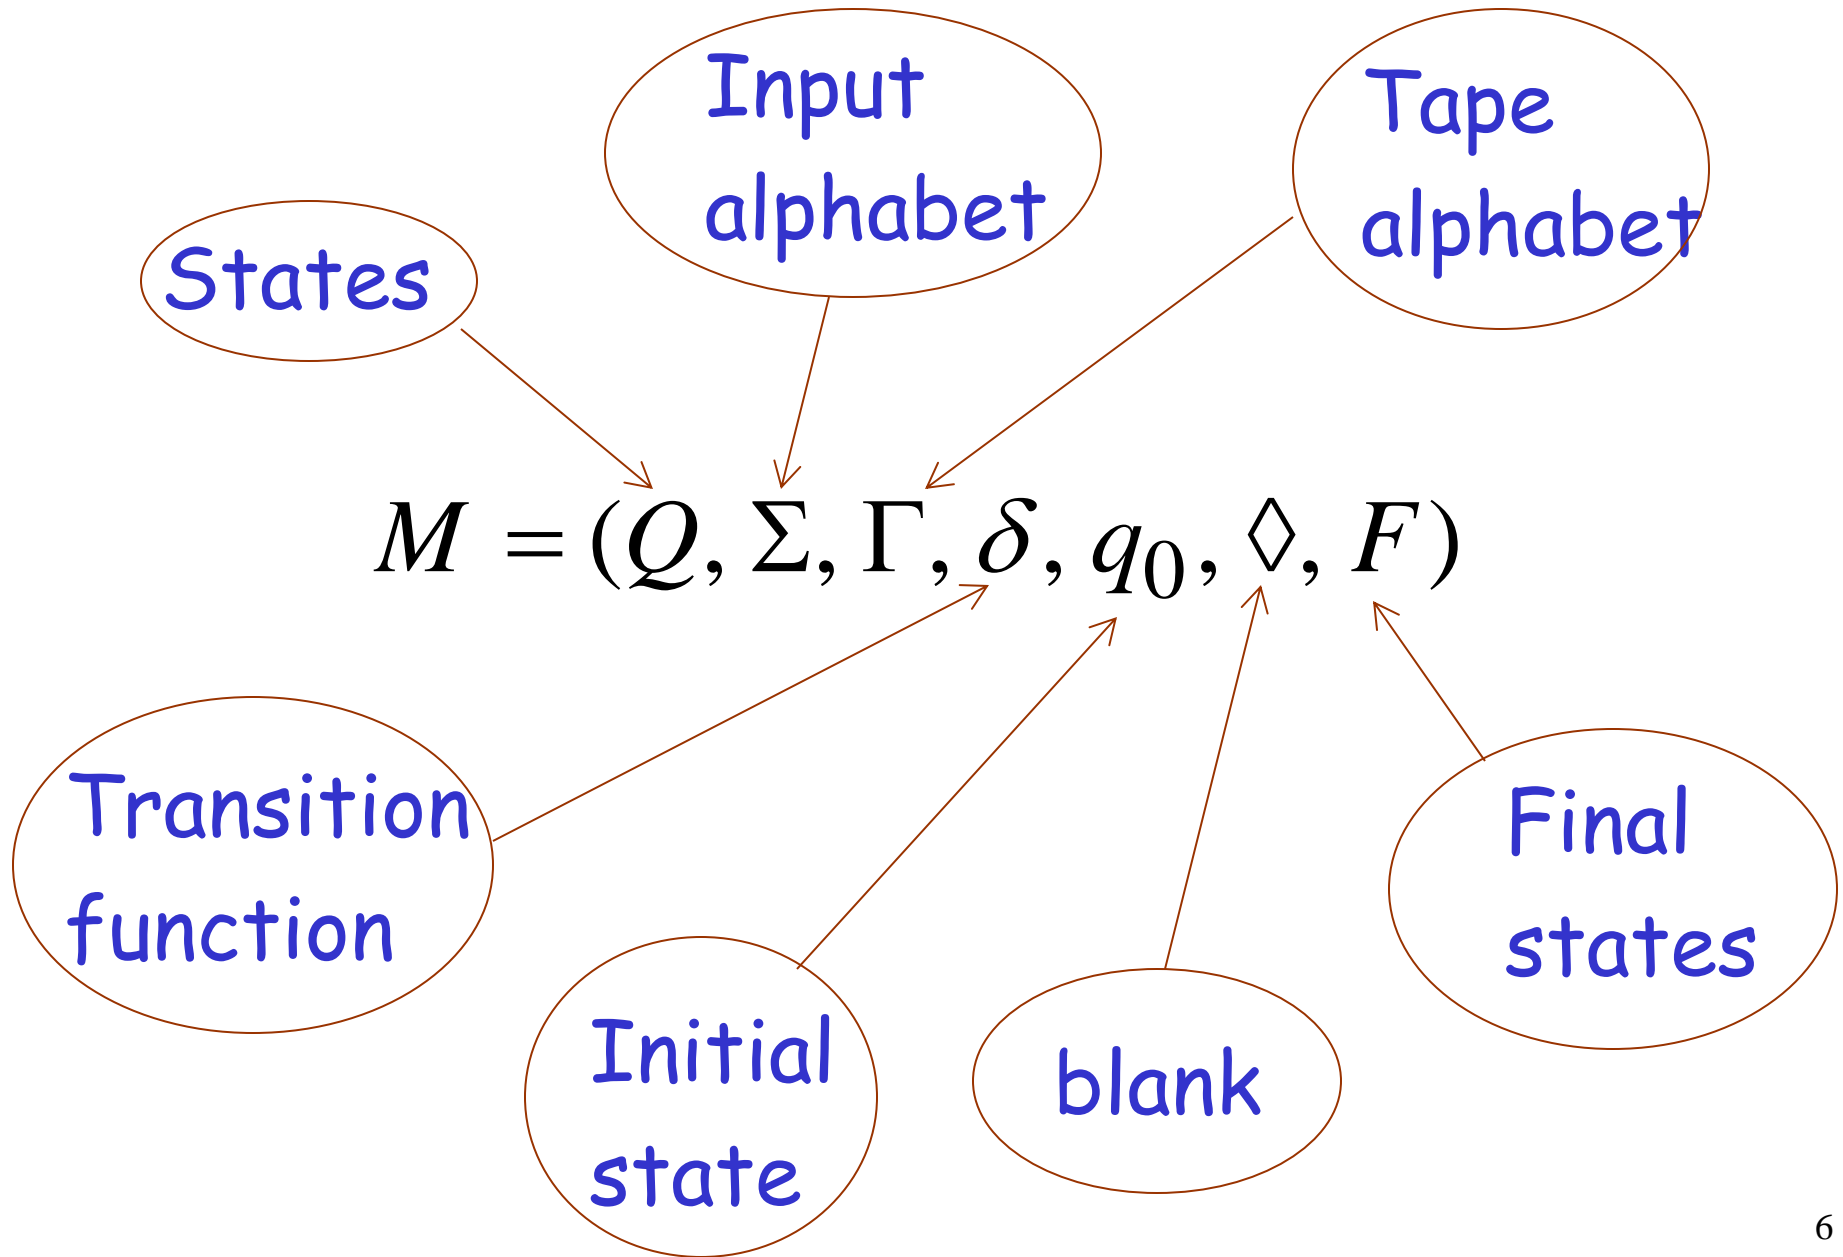 Input
alphabet
Tape
alphabet
States
M = (Q, Σ, Γ, δ, q₀, ◊, F)
Transition
function
Final
states
Initial
state
blank
6